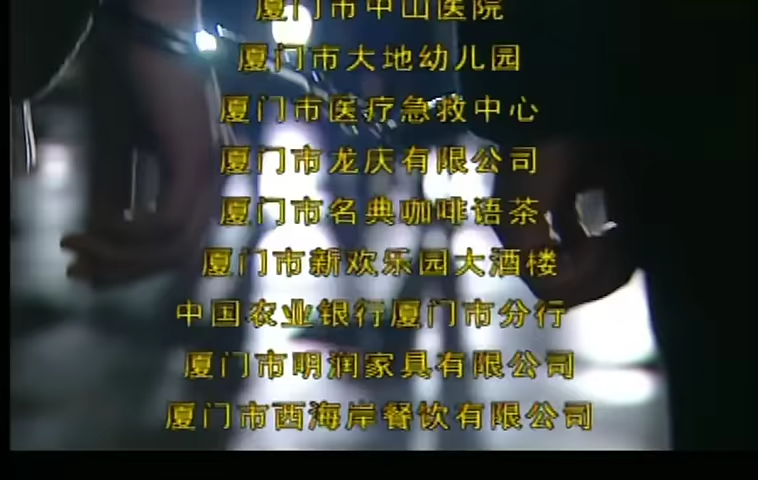 厦门市中山医院
厦门市大地幼儿园
厦门市医疗急救中心
厦门市龙庆有限公司
厦门市名典咖啡语茶
厦门市新欢乐园大酒楼
中国农业银行厦门市分行
厦门市明润家具有限公司
厦门市西海岸餐饮有限公司